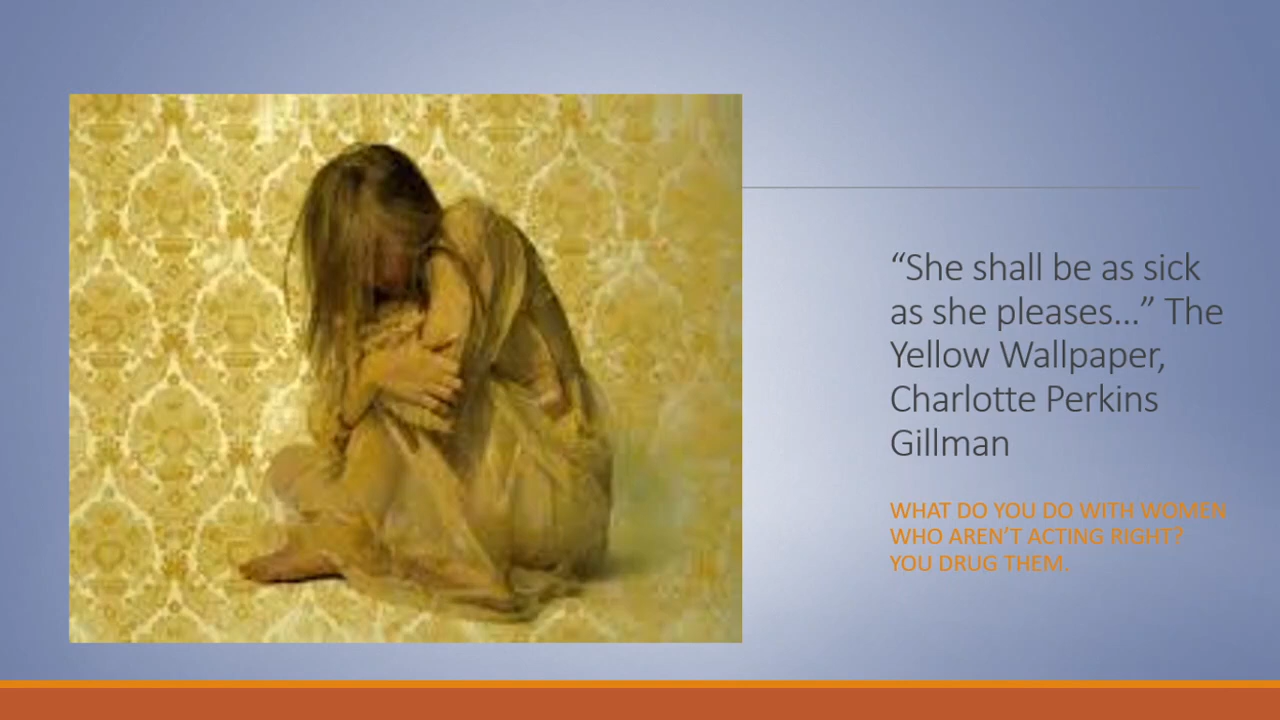 “She shall be as sick
as she pleases…” The
Yellow Wallpaper,
Charlotte Perkins
Gillman
WHAT DO YOU DO WITH WOMEN
WHO AREN’T ACTING RIGHT?
YOU DRUG THEM.